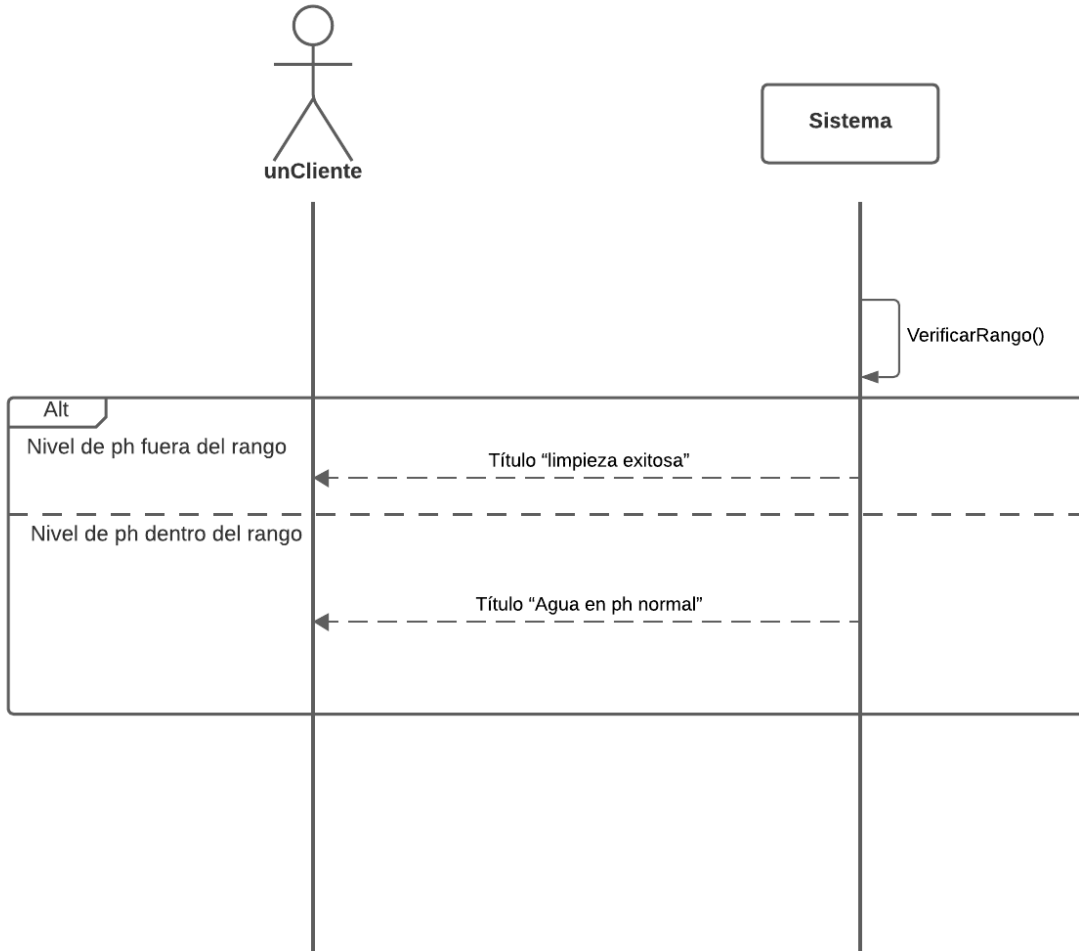 Sistema
unCliente
VerificarRango()
Alt
Nivel de ph fuera del rango
Título “limpieza exitosa”
Nivel de ph dentro del rango
Título “Agua en ph normal”